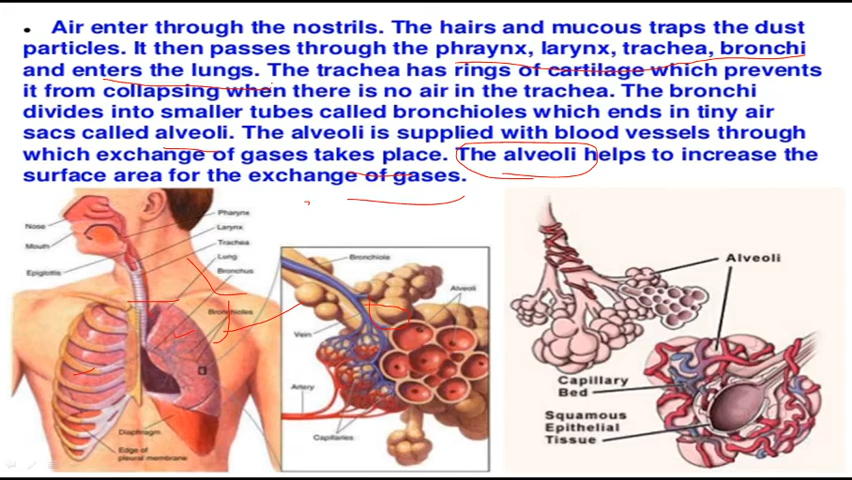 • Air enter through the nostrils. The hairs and mucous traps the dust
particles. It then passes through the phraynx, larynx, trachea, bronchi
and enters the lungs. The trachea has rings of cartilage which prevents
it from collapsing when there is no air in the trachea. The bronchi
divides into smaller tubes called bronchioles which ends in tiny air
sacs called alveoli. The alveoli is supplied with blood vessels through
which exchange of gases takes place. The alveoli helps to increase the
surface area for the exchange of gases.
Nose
Mouth
Epiglottis
Pharynx
Larynx
Trachea
Lung
Bronchus
Bronchioles
Diaphragm
Edge of
pleural membrane
Bronchiole
Alveoli
Vein
Artery
Capillaries
Alveoli
Capillary
Bed
Squamous
Epithelial
Tissue